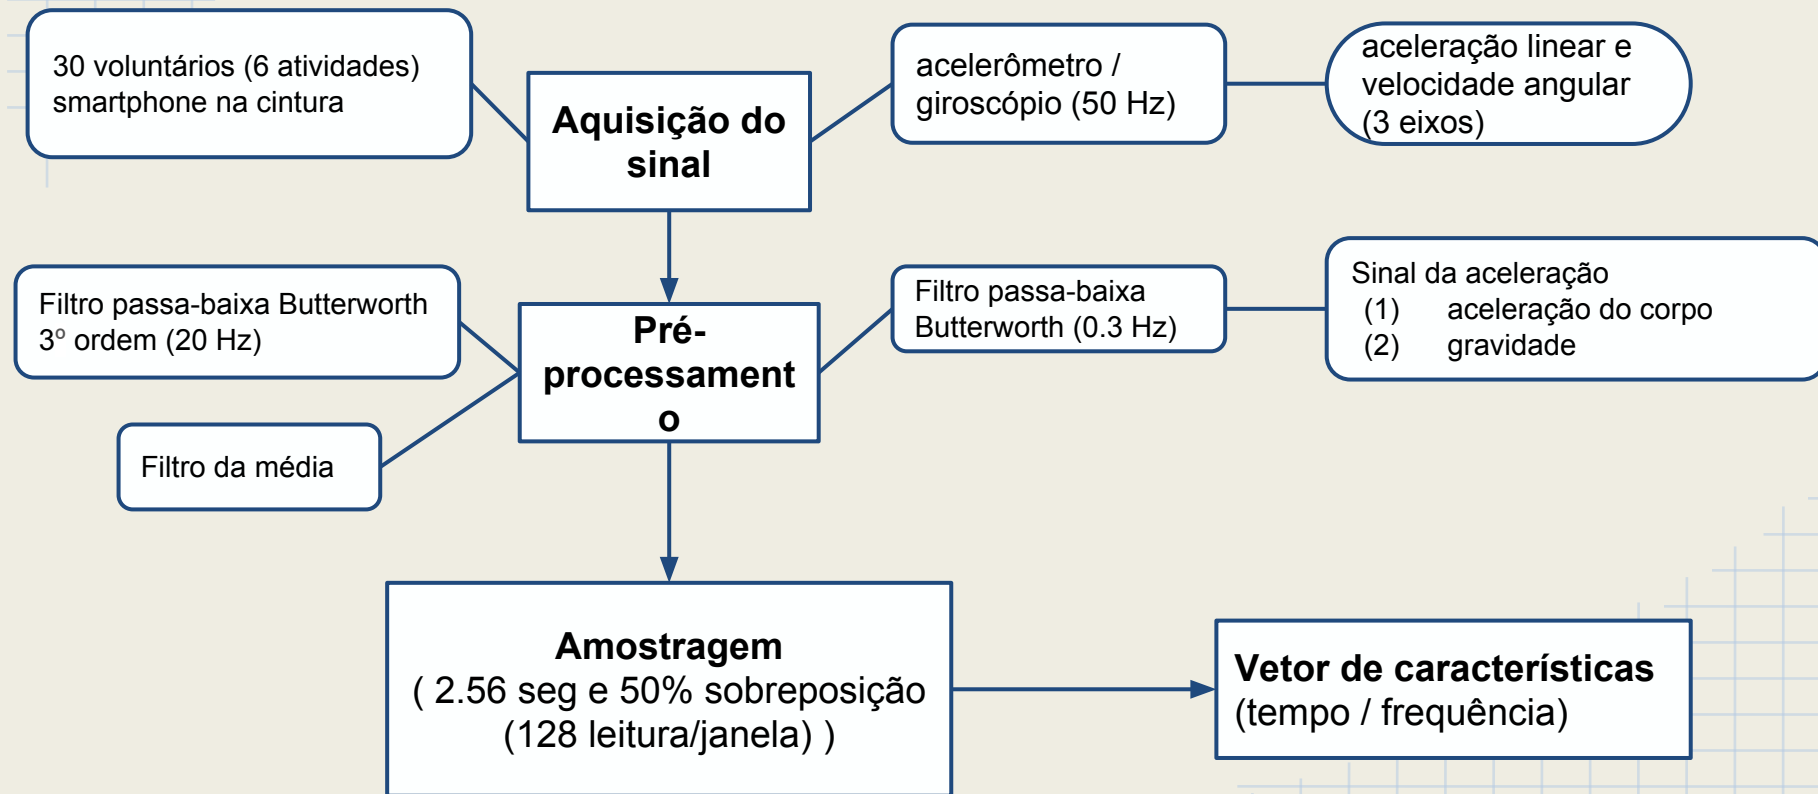 30 voluntários (6 atividades)
smartphone na cintura
Aquisição do
sinal
acelerômetro /
giroscópio (50 Hz)
aceleração linear e
velocidade angular
(3 eixos)
Filtro passa-baixa Butterworth
3º ordem (20 Hz)
Filtro da média
Pré-
processament
o
Filtro passa-baixa
Butterworth (0.3 Hz)
Sinal da aceleração
(1) aceleração do corpo
(2) gravidade
Amostragem
( 2.56 seg e 50% sobreposição
(128 leitura/janela) )
Vetor de características
(tempo / frequência)